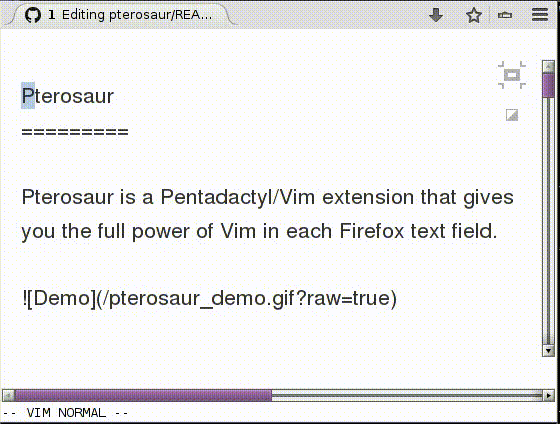 1 Editing pterosaur/REA...
Pterosaur
=========
Pterosaur is a Pentadactyl/Vim extension that gives
you the full power of Vim in each Firefox text field.
![Demo](/pterosaur_demo.gif?raw=true)
-- VIM NORMAL --